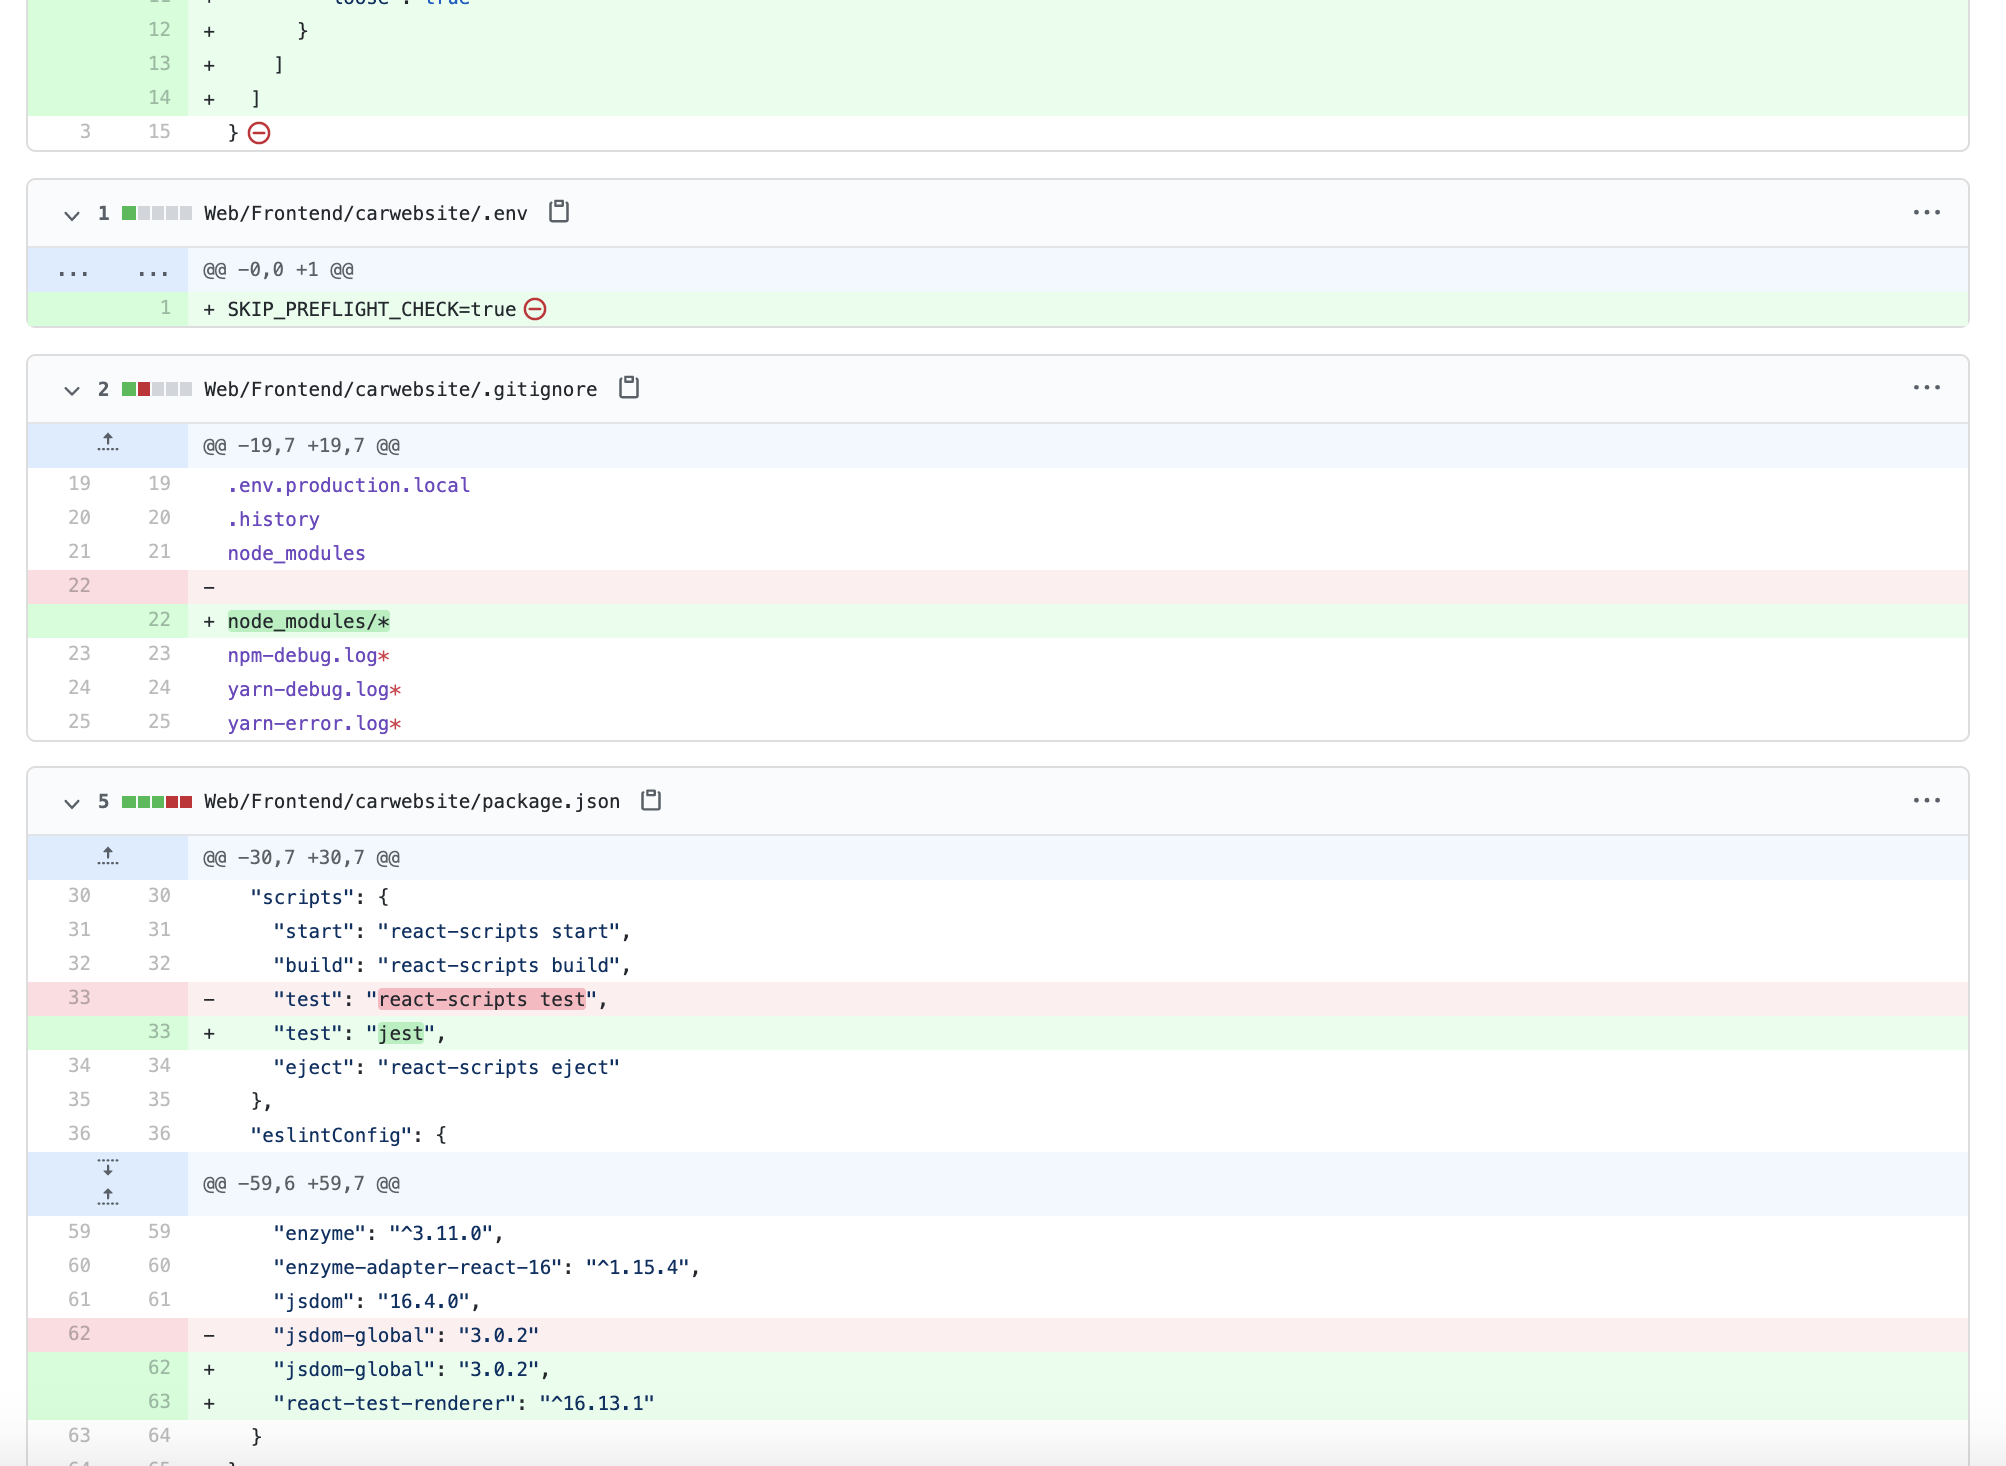 11 + "loose": true
12 + }
13 + ]
14 + ]
3 15 }
1 Web/Frontend/carwebsite/.env ...
... ... @@ -0,0 +1 @@
1 + SKIP_PREFLIGHT_CHECK=true
2 Web/Frontend/carwebsite/.gitignore ...
@@ -19,7 +19,7 @@
19 19 .env.production.local
20 20 .history
21 21 node_modules
22 -
22 + node_modules/*
23 23 npm-debug.log*
24 24 yarn-debug.log*
25 25 yarn-error.log*
5 Web/Frontend/carwebsite/package.json ...
@@ -30,7 +30,7 @@
30 30 "scripts": {
31 31 "start": "react-scripts start",
32 32 "build": "react-scripts build",
33 - "test": "react-scripts test",
33 + "test": "jest",
34 34 "eject": "react-scripts eject"
35 35 },
36 36 "eslintConfig": {
@@ -59,6 +59,7 @@
59 59 "enzyme": "^3.11.0",
60 60 "enzyme-adapter-react-16": "^1.15.4",
61 61 "jsdom": "16.4.0",
62 - "jsdom-global": "3.0.2"
62 + "jsdom-global": "3.0.2",
63 + "react-test-renderer": "^16.13.1"
63 64 }
64 65 }